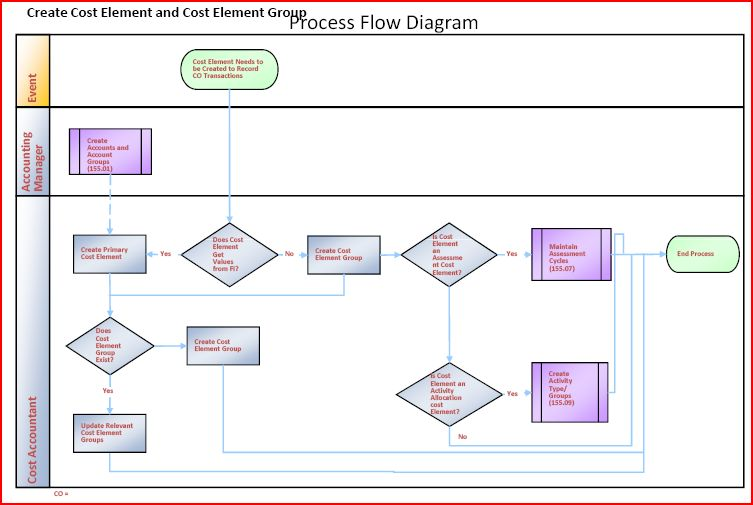 Create Cost Element and Cost Element Group
Process Flow Diagram
Event
Cost Element Needs to
be Created to Record
CO Transactions
Accounting
Manager
Create
Accounts and
Account
Groups
(155.01)
Cost Accountant
Create Primary
Cost Element
Yes
Does Cost
Element
Get
Values
from FI?
No
Create Cost
Element Group
Is Cost
Element
an
Assessme
nt Cost
Element?
Yes
Maintain
Assessment
Cycles
(155.07)
End Process
Does
Cost
Element
Group
Exist?
Create Cost
Element Group
Yes
Update Relevant
Cost Element
Groups
Is Cost
Element an
Activity
Allocation
cost
Element?
Yes
Create
Activity
Type/
Groups
(155.09)
No
CO =